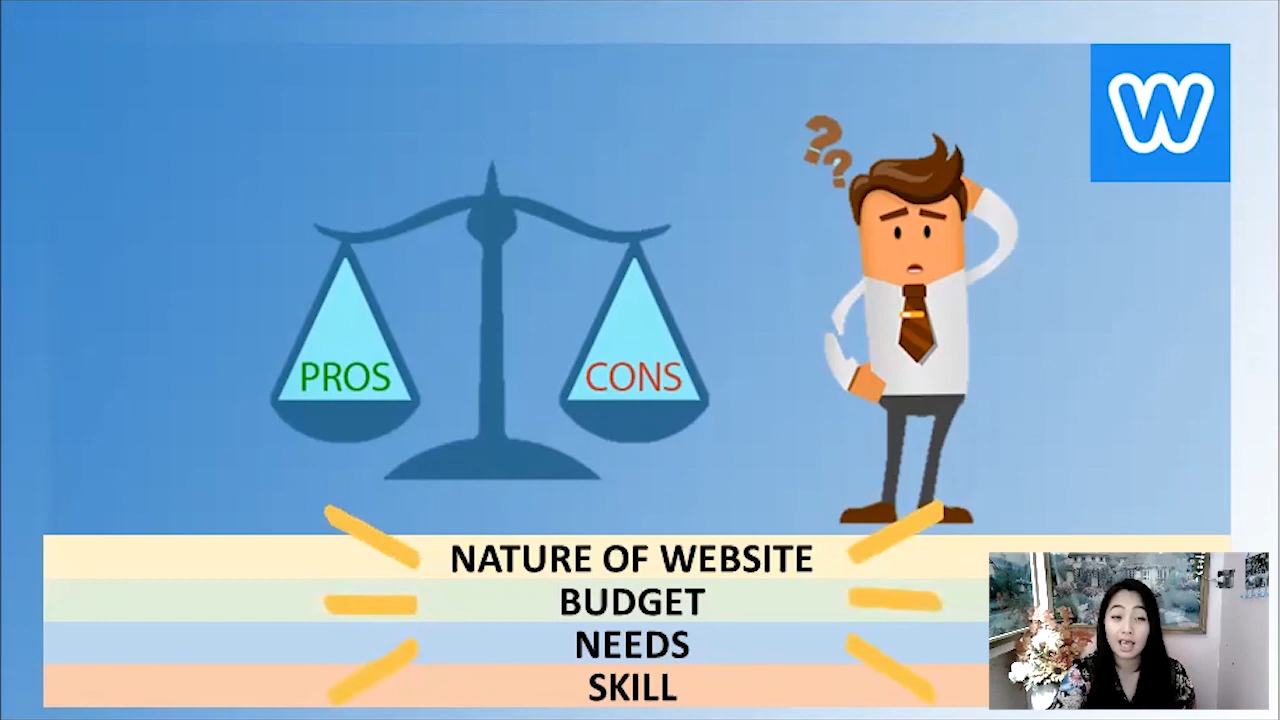 W
??
PROS
CONS
NATURE OF WEBSITE
BUDGET
NEEDS
SKILL